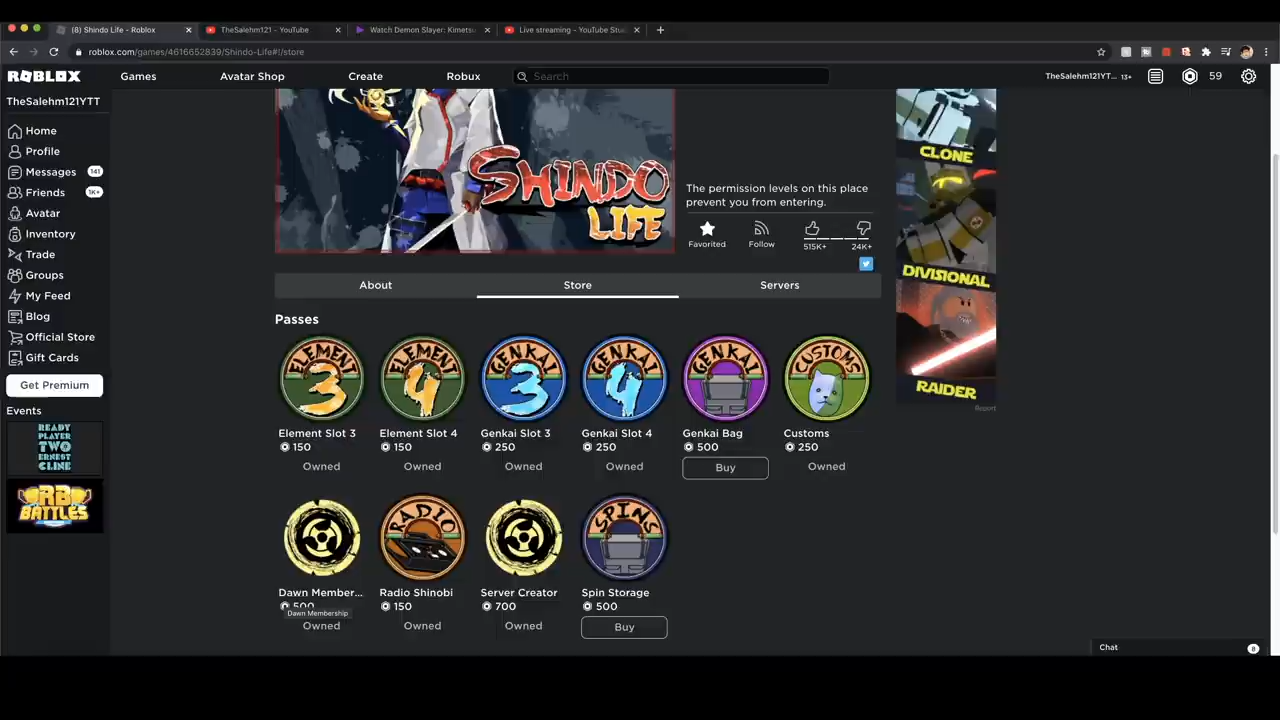 (8) Shindo Life - Roblox
TheSalehm121 - YouTube
Watch Demon Slayer: Kimets
Live streaming - YouTube Stu
roblox.com/games/4616652839/Shindo-Life#!/store
ROBLOX
Games
Avatar Shop
Create
Robux
Search
TheSalehm121YT... 13+
59
TheSalehm121YTT
Home
Profile
Messages 141
Friends 1K+
Avatar
Inventory
Trade
Groups
My Feed
Blog
Official Store
Gift Cards
Get Premium
Events
READY
PLAYER
TWO
ERNEST
CLINE
RB
BATTLES
SHINDO
LIFE
The permission levels on this place
prevent you from entering.
Favorited
Follow
515K+
24K+
About
Store
Servers
Passes
ELEMENT
3
ELEMENT
4
GENKAI
3
GENKAI
4
GENKAI
CUSTOMS
Element Slot 3
Element Slot 4
Genkai Slot 3
Genkai Slot 4
Genkai Bag
Customs
150
150
250
250
500
250
Owned
Owned
Owned
Owned
Buy
Owned
RADIO
SPINS
Dawn Member...
Radio Shinobi
Server Creator
Spin Storage
500
150
700
500
Dawn Membership
Owned
Owned
Owned
Buy
CLONE
DIVISIONAL
RAIDER
Report
Chat
8